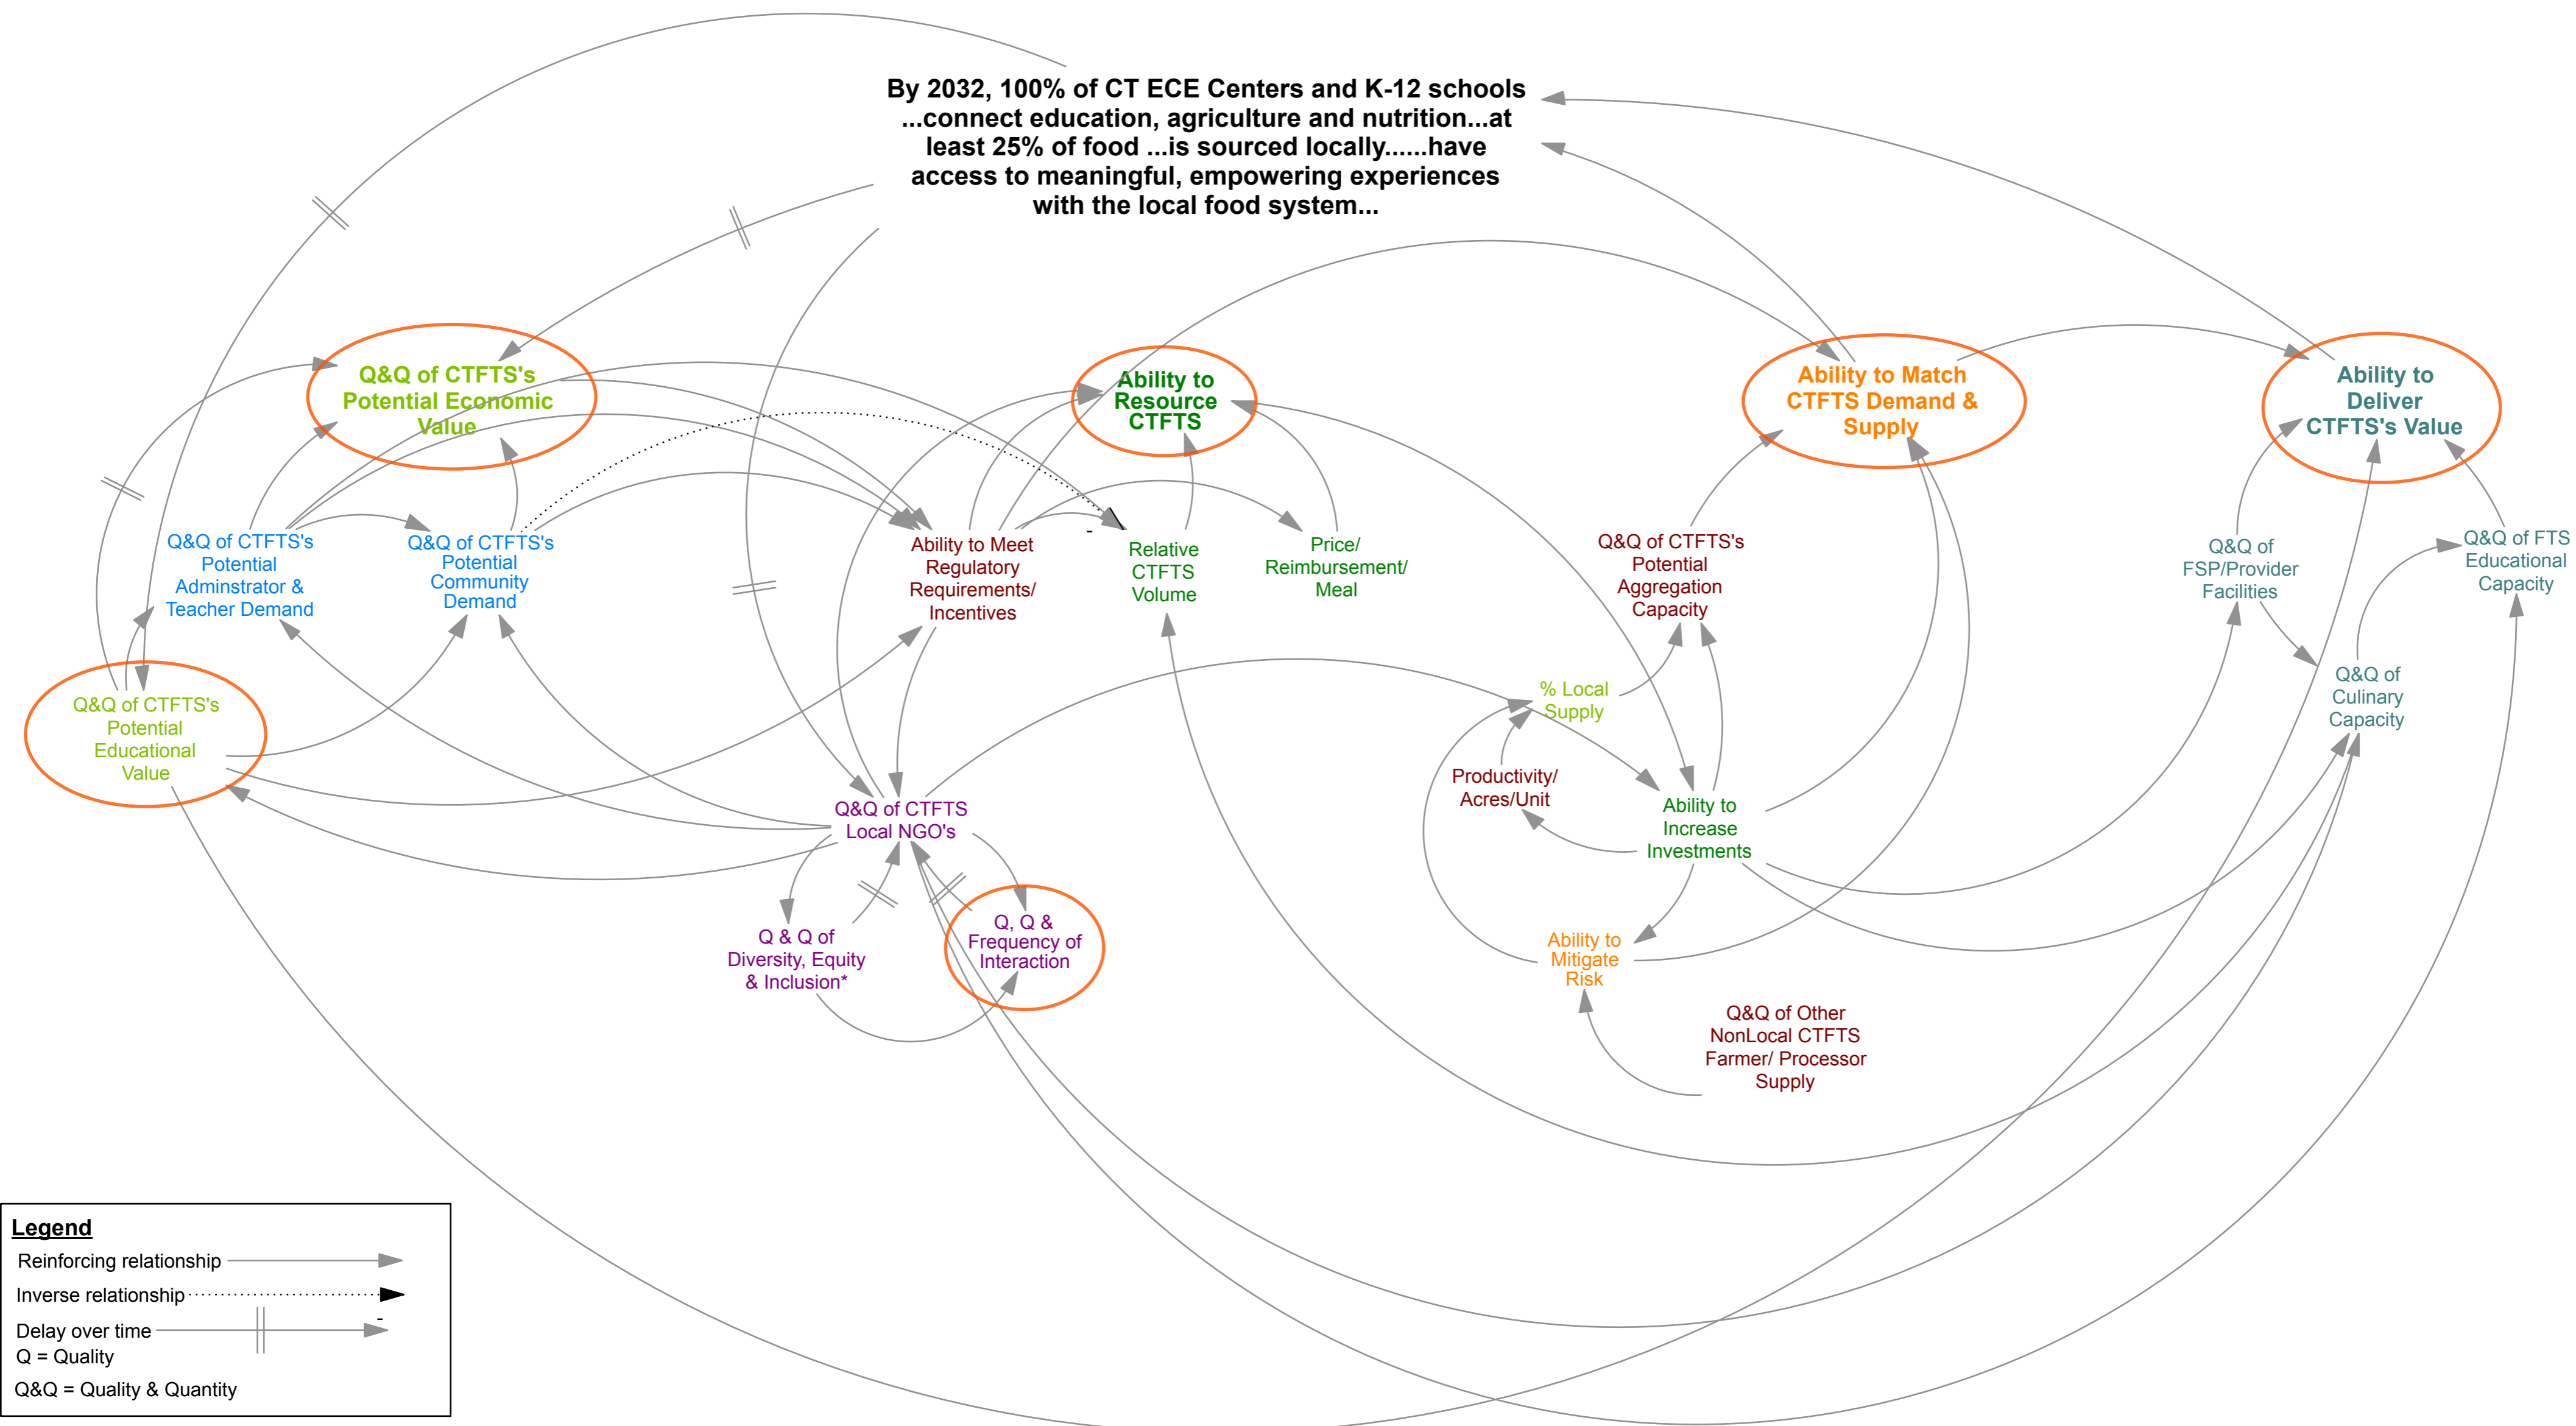 By 2032, 100% of CT ECE Centers and K-12 schools
...connect education, agriculture and nutrition...at
least 25% of food ...is sourced locally......have
access to meaningful, empowering experiences
with the local food system...
Q&Q of CTFTS's
Potential Economic
Value
Ability to
Resource
CTFTS
Ability to Match
CTFTS Demand &
Supply
Ability to
Deliver
CTFTS's Value
Q&Q of CTFTS's
Potential
Adminstrator &
Teacher Demand
Q&Q of CTFTS's
Potential
Community
Demand
Ability to Meet
Regulatory
Requirements/
Incentives
-
Relative
CTFTS
Volume
Price/
Reimbursement/
Meal
Q&Q of CTFTS's
Potential
Aggregation
Capacity
Q&Q of
FSP/Provider
Facilities
Q&Q of FTS
Educational
Capacity
Q&Q of CTFTS's
Potential
Educational
Value
% Local
Supply
Q&Q of
Culinary
Capacity
Productivity/
Acres/Unit
Q&Q of CTFTS
Local NGO's
Ability to
Increase
Investments
Q & Q of
Diversity, Equity
& Inclusion*
Q, Q &
Frequency of
Interaction
Ability to
Mitigate
Risk
Q&Q of Other
NonLocal CTFTS
Farmer/ Processor
Supply
Legend
Reinforcing relationship
Inverse relationship
-
Delay over time
Q = Quality
Q&Q = Quality & Quantity